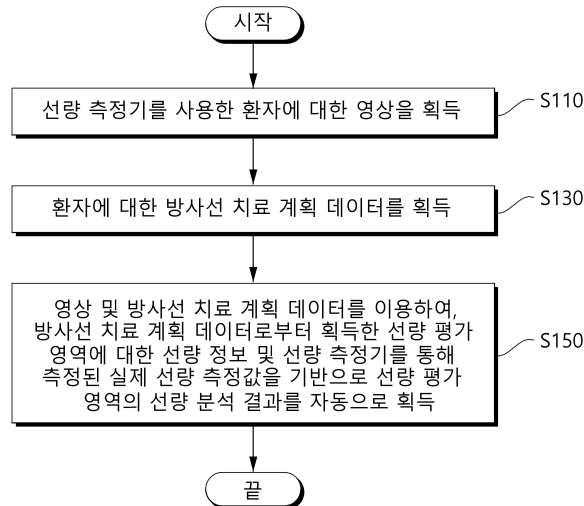 시작
선량 측정기를 사용한 환자에 대한 영상을 획득
S110
환자에 대한 방사선 치료 계획 데이터를 획득
S130
영상 및 방사선 치료 계획 데이터를 이용하여,
방사선 치료 계획 데이터로부터 획득한 선량 평가
영역에 대한 선량 정보 및 선량 측정기를 통해
측정된 실제 선량 측정값을 기반으로 선량 평가
영역의 선량 분석 결과를 자동으로 획득
S150
끝